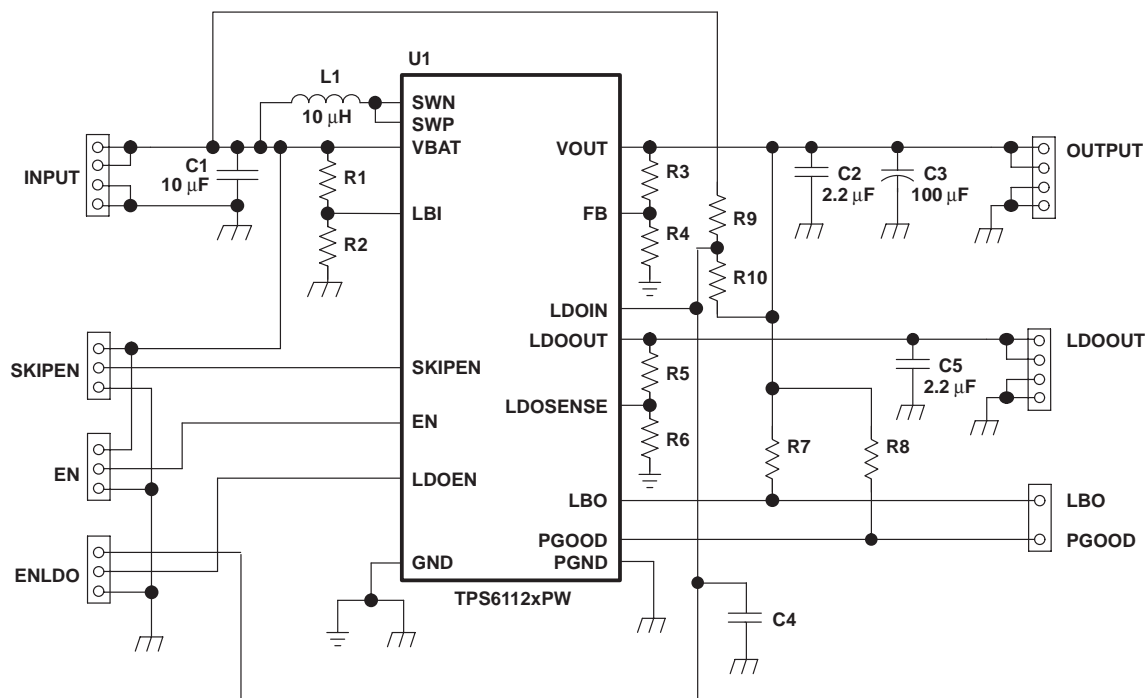 U1
L1
10 μH
SWN
SWP
VBAT
VOUT
OUTPUT
INPUT
C1
10 μF
R1
R3
C2
2.2 μF
C3
100 μF
LBI
FB
R9
R2
R4
R10
LDOIN
LDOOUT
LDOOUT
SKIPEN
SKIPEN
R5
C5
2.2 μF
LDOSENSE
EN
R6
R7
R8
EN
LDOEN
LBO
LBO
PGOOD
PGOOD
ENLDO
GND
PGND
TPS6112xPW
C4